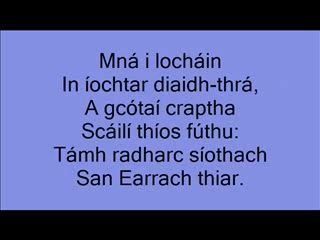 Mná i locháin
In íochtar diaidh-thrá,
A gcótaí craptha
Scáilí thíos fúthu:
Támh radharc síothach
San Earrach thiar.